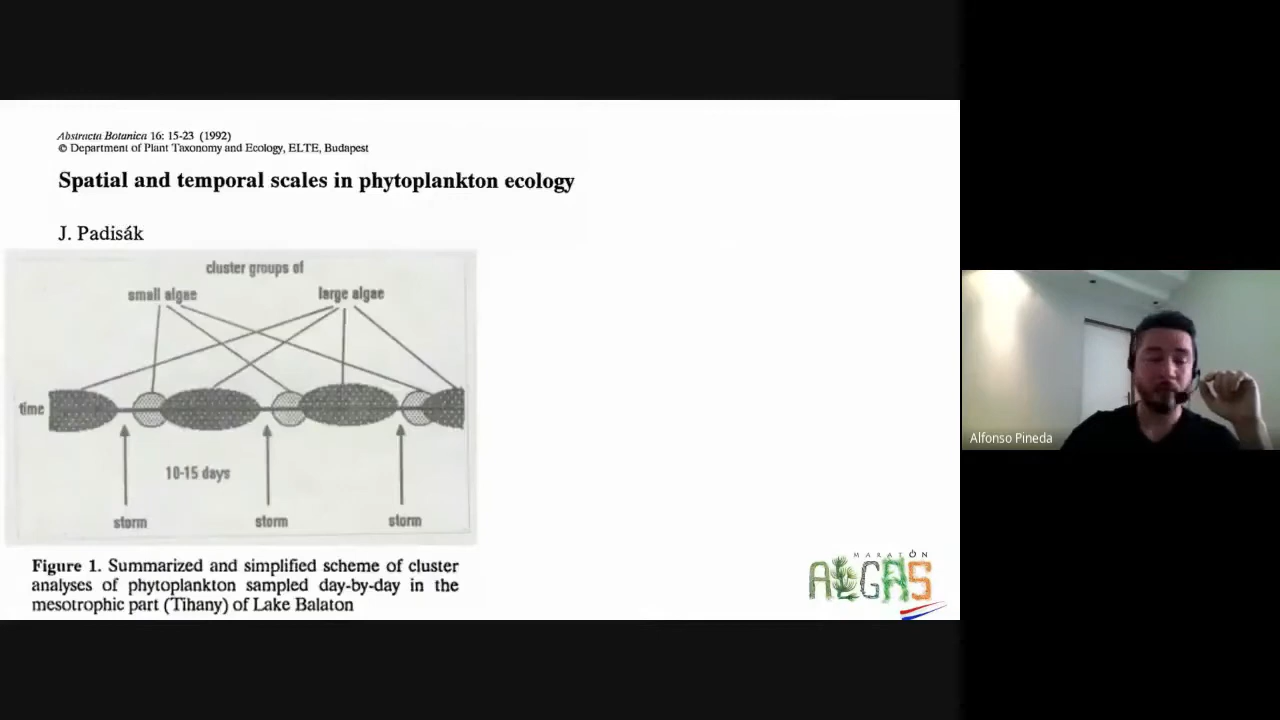 Abstracta Botanica 16: 15-23 (1992)
© Department of Plant Taxonomy and Ecology, ELTE, Budapest
Spatial and temporal scales in phytoplankton ecology
J. Padisák
cluster groups of
small algae large algae
time
10-15 days
storm storm storm
Figure 1. Summarized and simplified scheme of cluster
analyses of phytoplankton sampled day-by-day in the
mesotrophic part (Tihany) of Lake Balaton
MARATÓN
ALGAS
Alfonso Pineda